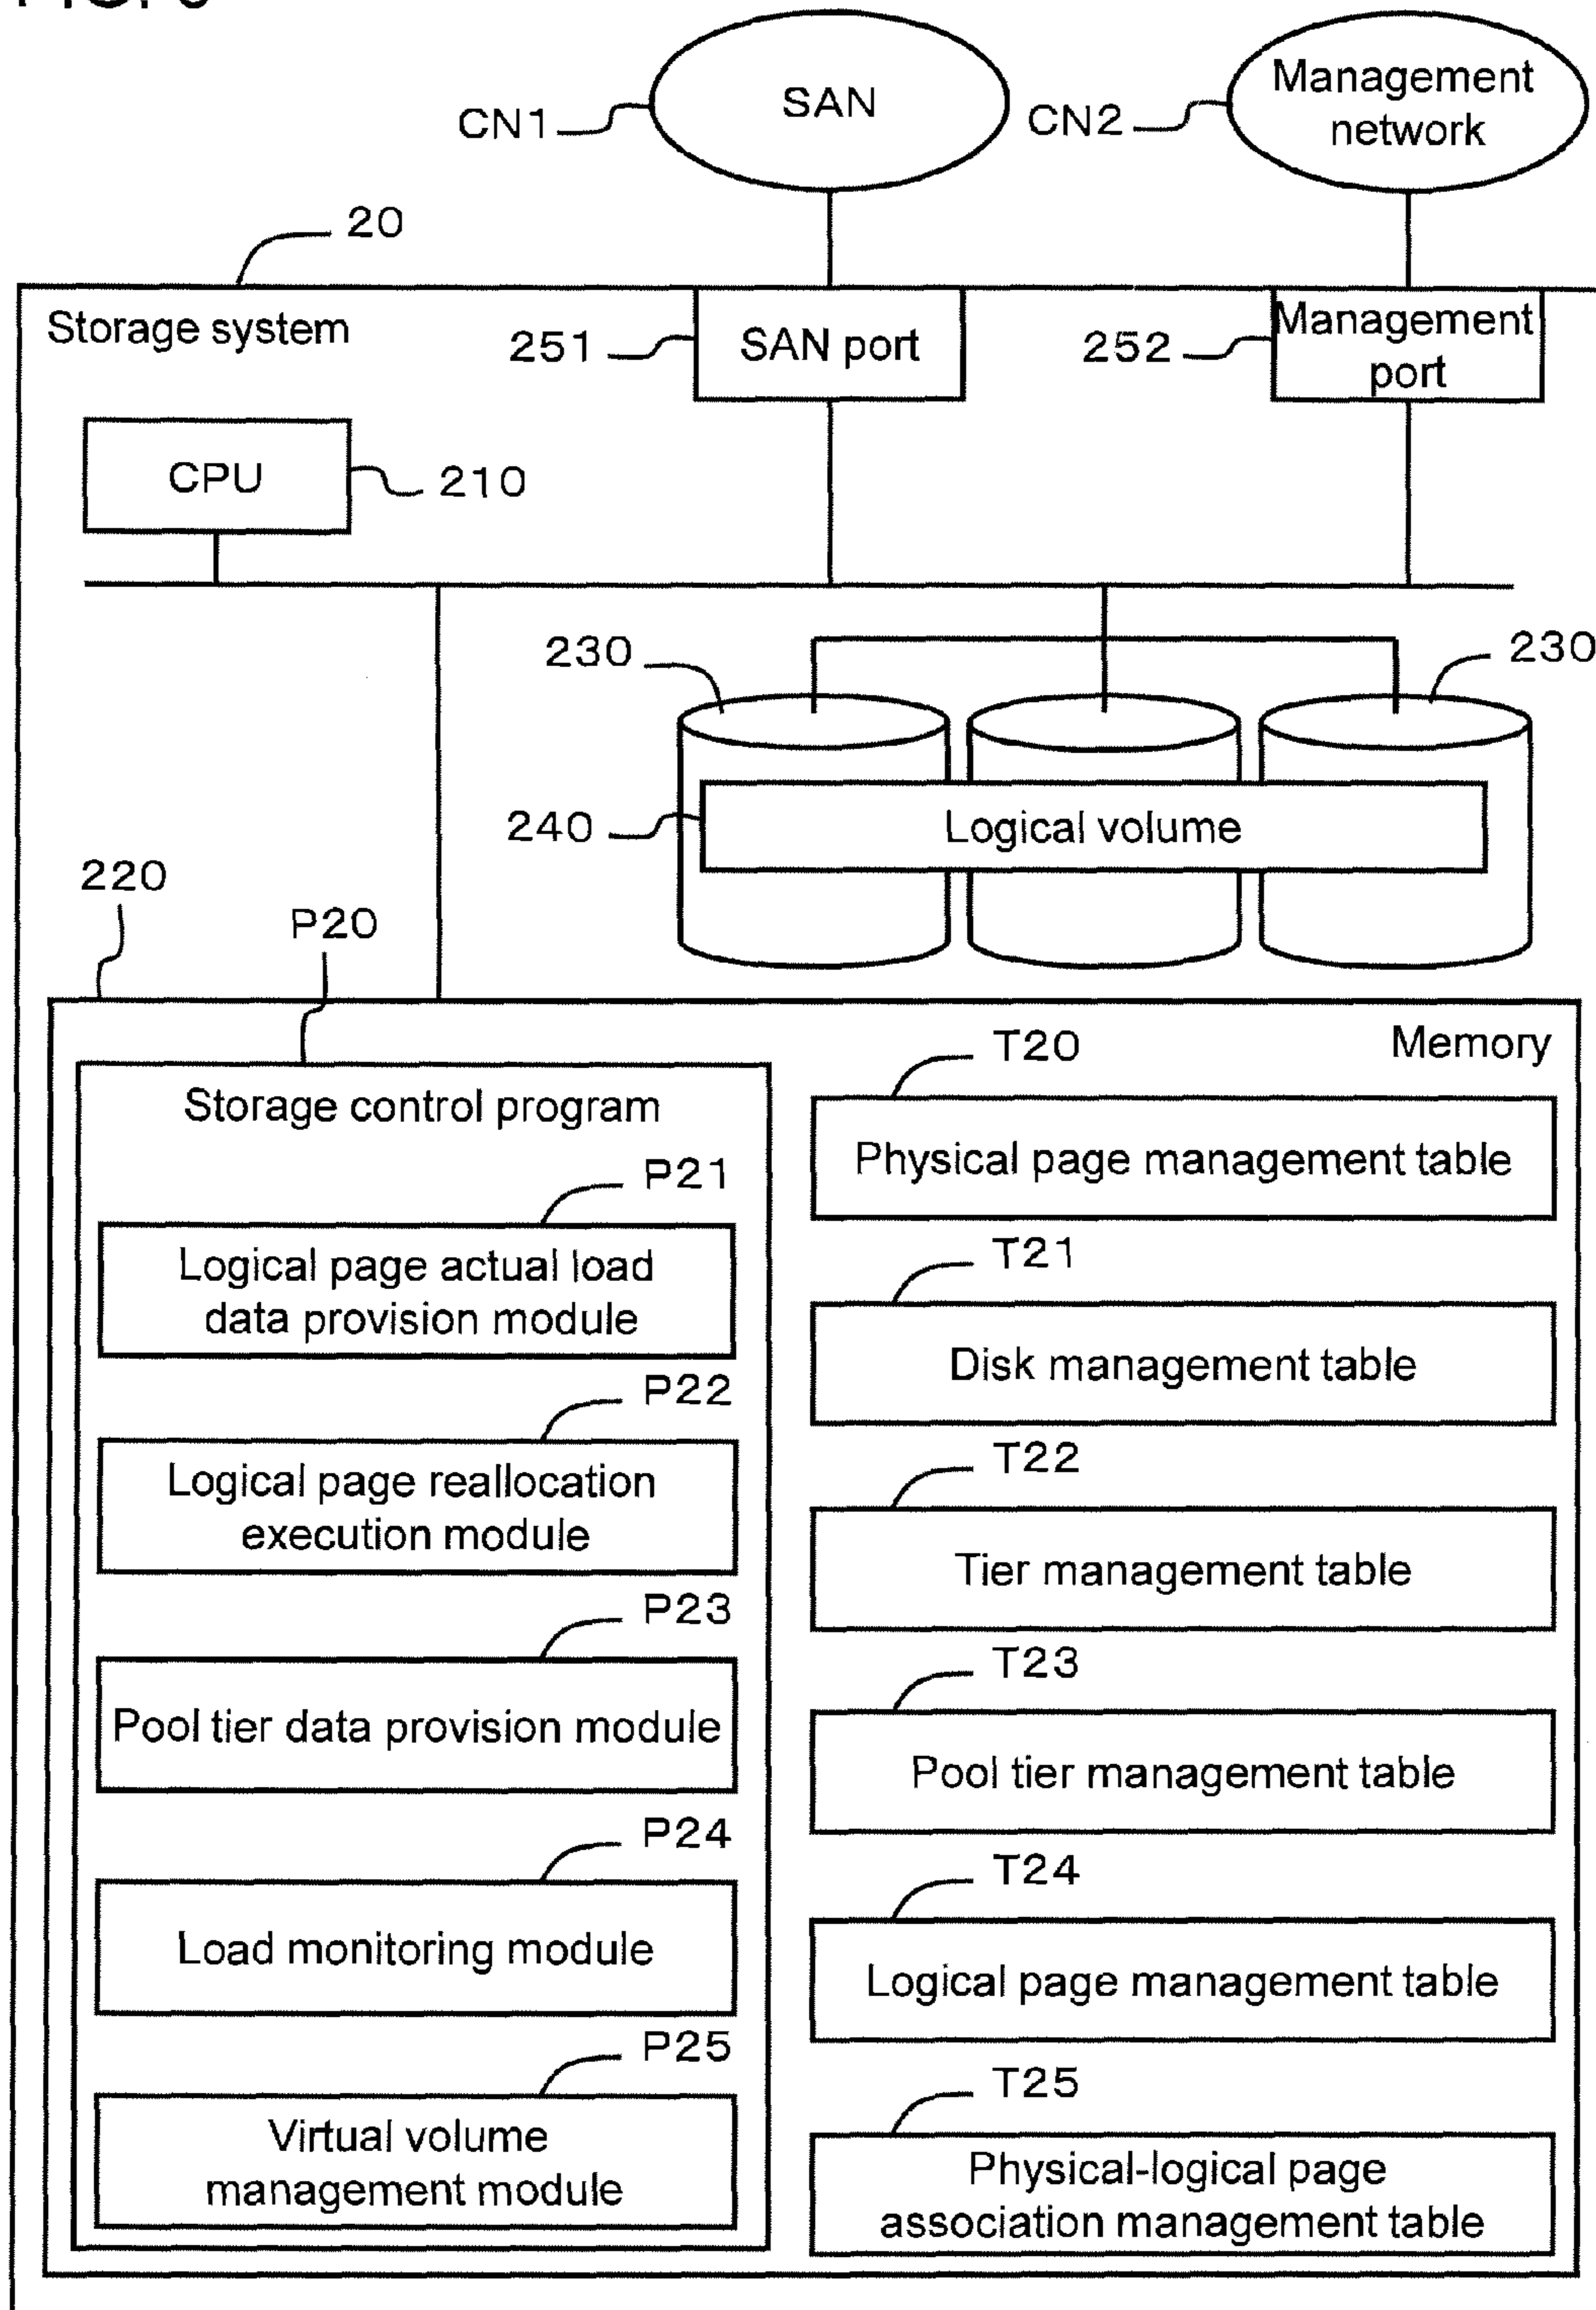 SAN
Management
network
CN1
CN2
20
Storage system
251
SAN port
252
Management
port
CPU
210
230
230
240
Logical volume
220
P20
Memory
Storage control program
P21
Logical page actual load
data provision module
P22
Logical page reallocation
execution module
P23
Pool tier data provision module
P24
Load monitoring module
P25
Virtual volume
management module
T20
Physical page management table
T21
Disk management table
T22
Tier management table
T23
Pool tier management table
T24
Logical page management table
T25
Physical-logical page
association management table